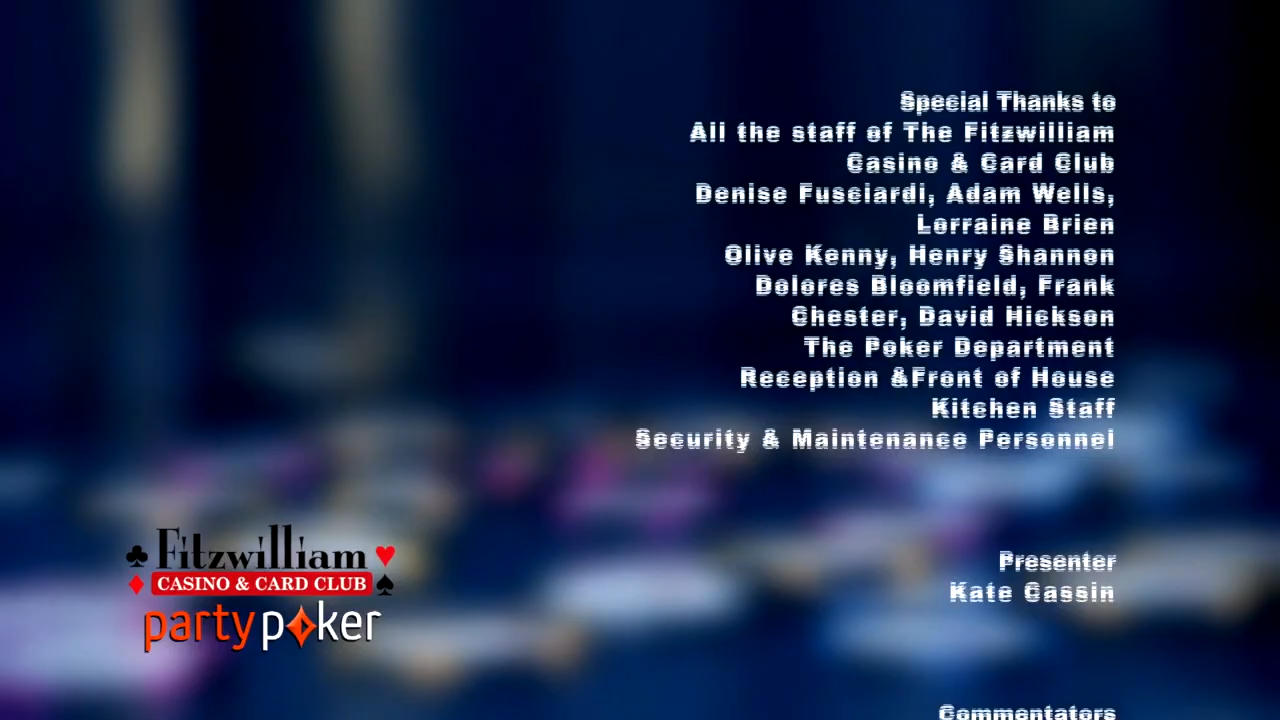 Special Thanks to
All the staff of The Fitzwilliam
Casino & Card Club
Denise Fusciardi, Adam Wells,
Lorraine Brien
Olive Kenny, Henry Shannon
Dolores Bloomfield, Frank
Chester, David Hickson
The Poker Department
Reception &Front of House
Kitchen Staff
Security & Maintenance Personnel
Fitzwilliam
CASINO & CARD CLUB
partypoker
Presenter
Kate Cassin
Commentators